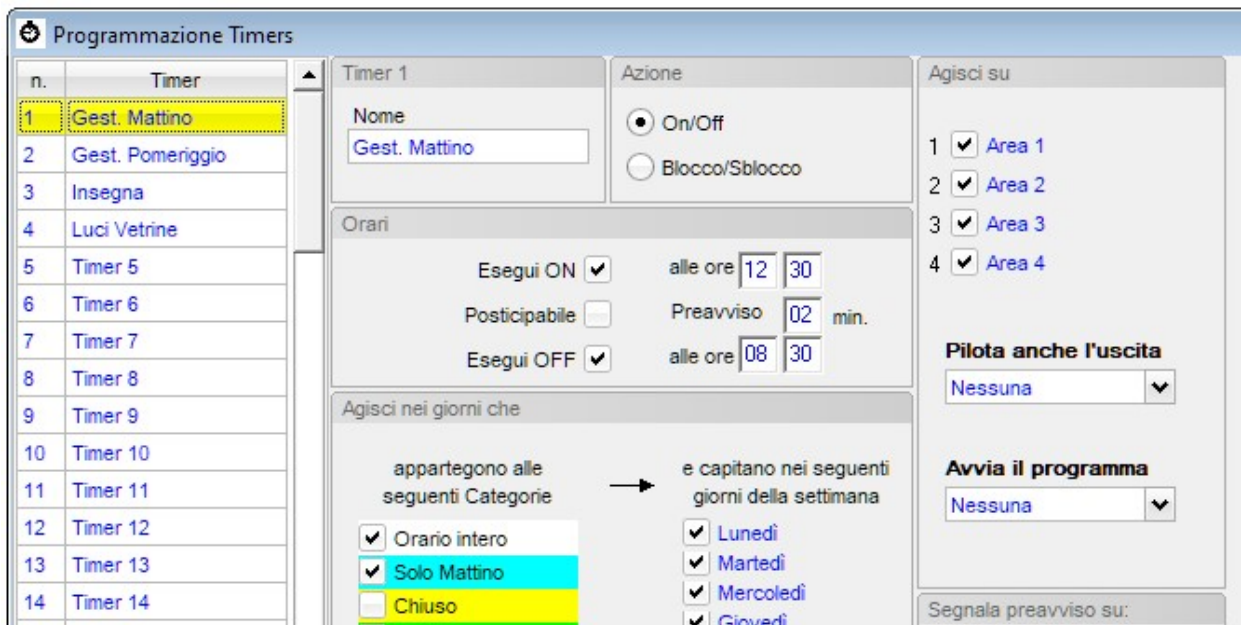 Programmazione Timers
n. Timer
1 Gest. Mattino
2 Gest. Pomeriggio
3 Insegna
4 Luci Vetrine
5 Timer 5
6 Timer 6
7 Timer 7
8 Timer 8
9 Timer 9
10 Timer 10
11 Timer 11
12 Timer 12
13 Timer 13
14 Timer 14
Timer 1
Nome
Gest. Mattino
Azione
On/Off
Blocco/Sblocco
Orari
Esegui ON alle ore 12 30
Posticipabile Preavviso 02 min.
Esegui OFF alle ore 08 30
Agisci nei giorni che
appartegono alle
seguenti Categorie
Orario intero
Solo Mattino
Chiuso
e capitano nei seguenti
giorni della settimana
Lunedì
Martedì
Mercoledì
Giovedì
Agisci su
1 Area 1
2 Area 2
3 Area 3
4 Area 4
Pilota anche l'uscita
Nessuna
Avvia il programma
Nessuna
Segnala preavviso su: